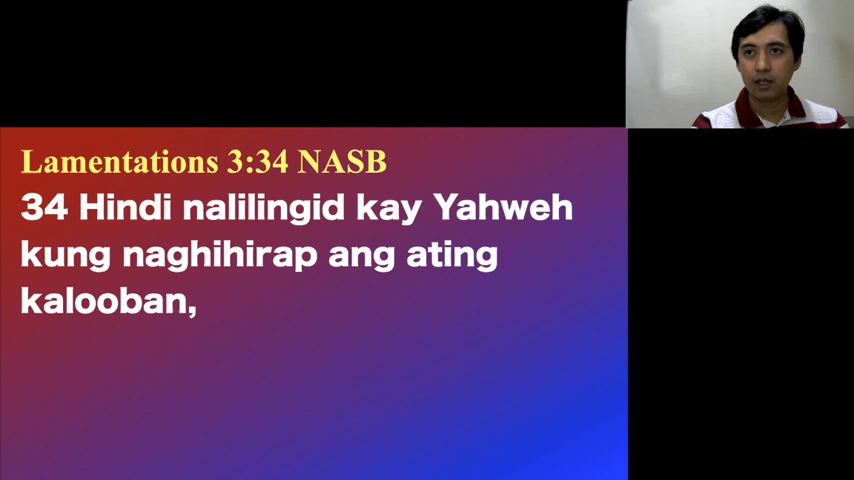 Lamentations 3:34 NASB
34 Hindi nalilingid kay Yahweh
kung naghihirap ang ating
kalooban,